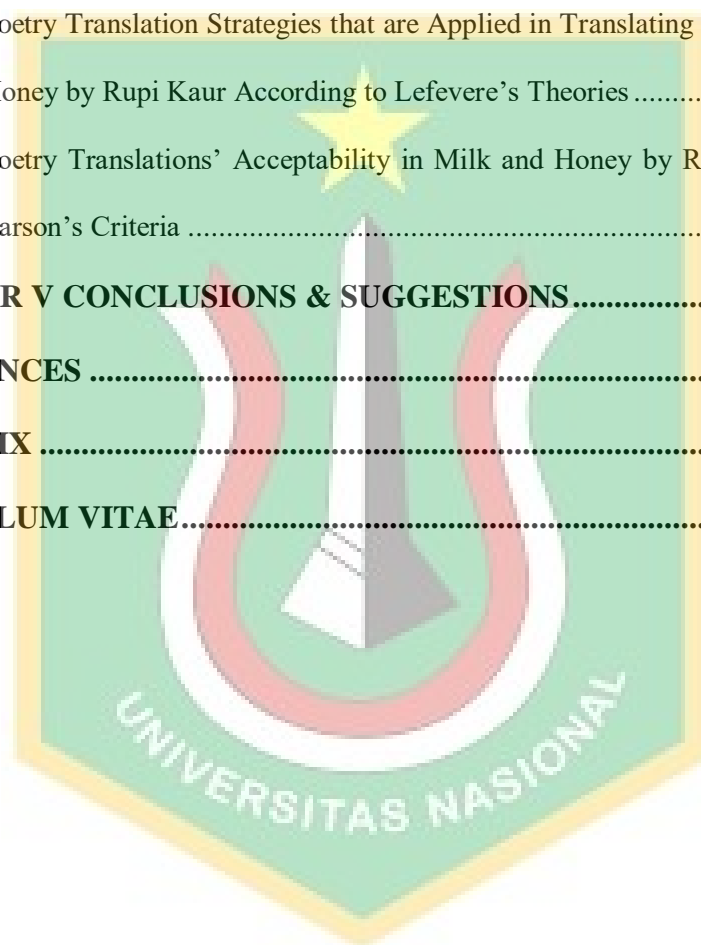 oetry Translation Strategies that are Applied in Translating
oney by Rupi Kaur According to Lefevere's Theories .........
oetry Translations' Acceptability in Milk and Honey by R
arson's Criteria ....................................................................
R V CONCLUSIONS & SUGGESTIONS................
NCES ...........................................................................
IX .................................................................................
LUM VITAE.................................................................
UNIVERSITAS NASIONAL